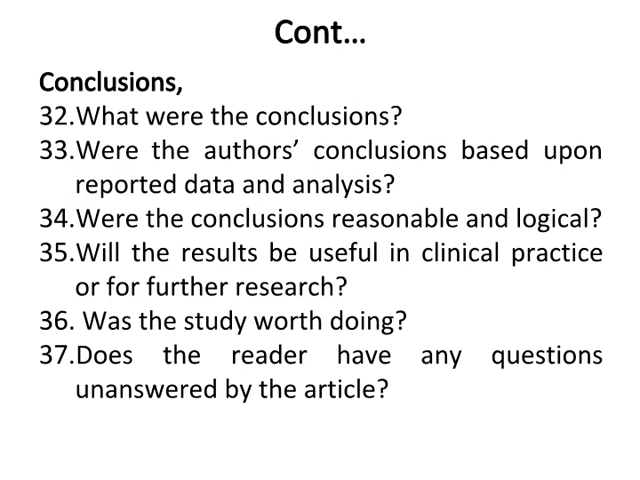 Cont…
Conclusions,
32.What were the conclusions?
33.Were the authors’ conclusions based upon
reported data and analysis?
34.Were the conclusions reasonable and logical?
35.Will the results be useful in clinical practice
or for further research?
36. Was the study worth doing?
37.Does the reader have any questions
unanswered by the article?